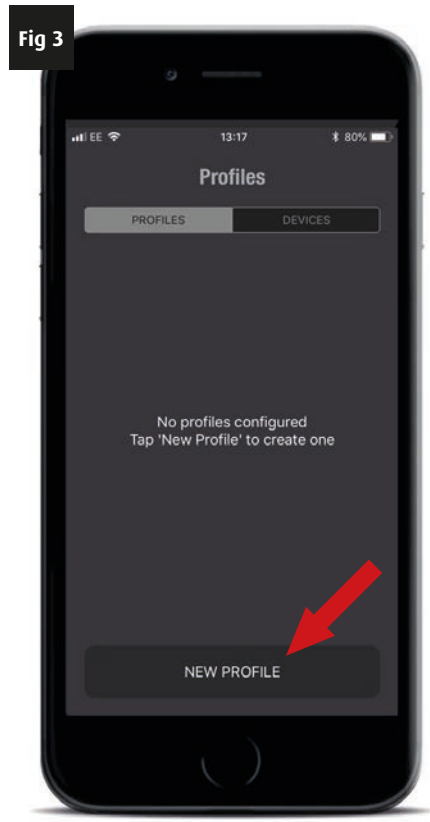 Fig 3
EE 13:17 80%
Profiles
PROFILES DEVICES
No profiles configured
Tap 'New Profile' to create one
NEW PROFILE